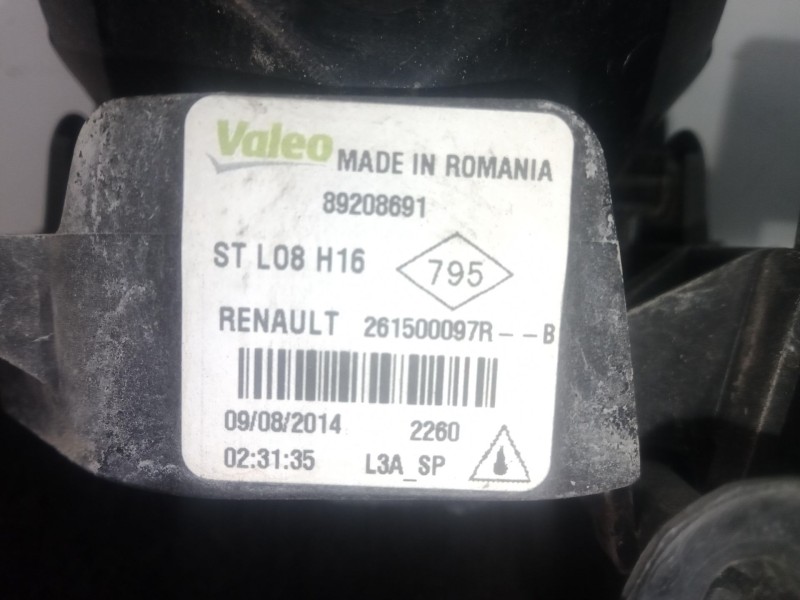 Valeo MADE IN ROMANIA
89208691
ST L08 H16 795
RENAULT 261500097R--B
09/08/2014 2260
02:31:35 L3A_SP